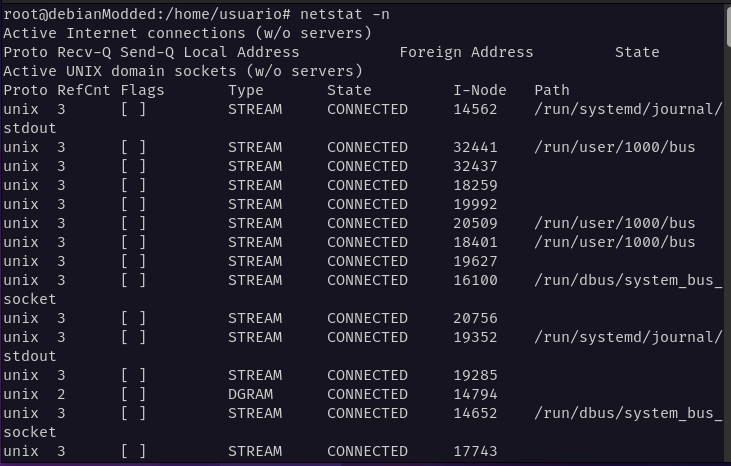 root@debianModded:/home/usuario# netstat -n
Active Internet connections (w/o servers)
Proto Recv-Q Send-Q Local Address           Foreign Address         State
Active UNIX domain sockets (w/o servers)
Proto RefCnt Flags       Type       State         I-Node   Path
unix  3      [ ]         STREAM     CONNECTED     14562    /run/systemd/journal/
stdout
unix  3      [ ]         STREAM     CONNECTED     32441    /run/user/1000/bus
unix  3      [ ]         STREAM     CONNECTED     32437
unix  3      [ ]         STREAM     CONNECTED     18259
unix  3      [ ]         STREAM     CONNECTED     19992
unix  3      [ ]         STREAM     CONNECTED     20509    /run/user/1000/bus
unix  3      [ ]         STREAM     CONNECTED     18401    /run/user/1000/bus
unix  3      [ ]         STREAM     CONNECTED     19627
unix  3      [ ]         STREAM     CONNECTED     16100    /run/dbus/system_bus_
socket
unix  3      [ ]         STREAM     CONNECTED     20756
unix  3      [ ]         STREAM     CONNECTED     19352    /run/systemd/journal/
stdout
unix  3      [ ]         STREAM     CONNECTED     19285
unix  2      [ ]         DGRAM      CONNECTED     14794
unix  3      [ ]         STREAM     CONNECTED     14652    /run/dbus/system_bus_
socket
unix  3      [ ]         STREAM     CONNECTED     17743